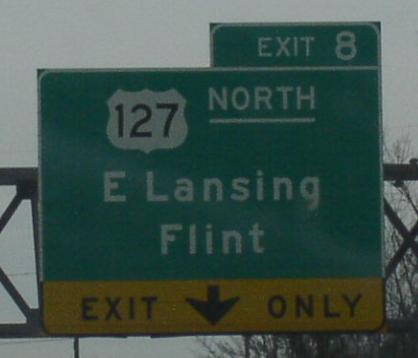 EXIT 8
127 NORTH
E Lansing
Flint
EXIT ONLY